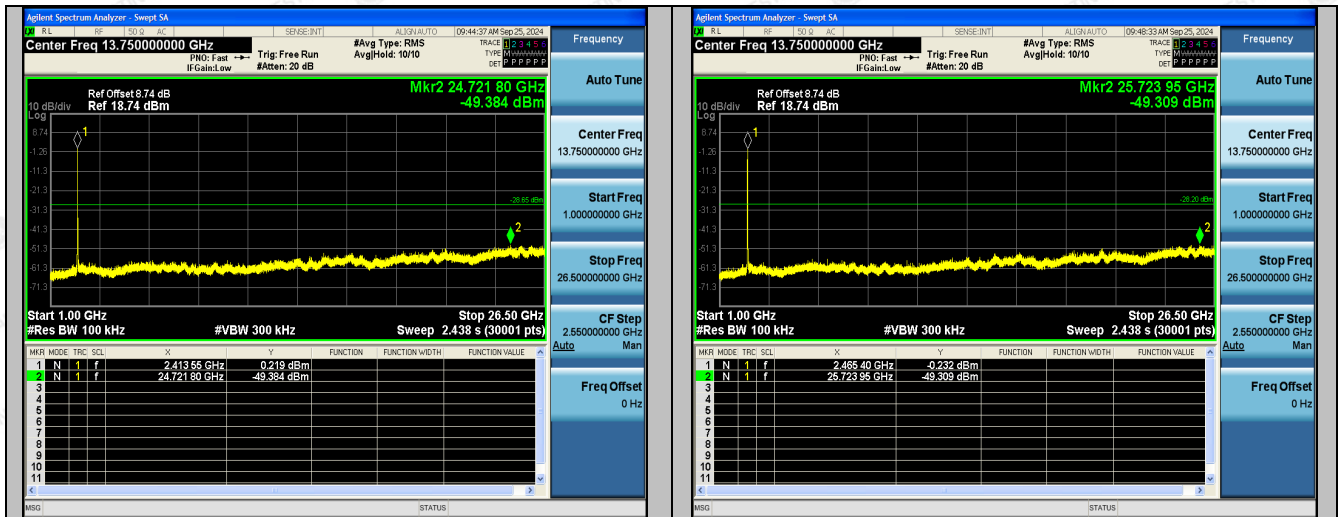 Agilent Spectrum Analyzer - Swept SA
RL RF 50 Ω AC SENSE:INT ALIGN AUTO 09:44:37 AM Sep 25, 2024
Center Freq 13.750000000 GHz
PNO: Fast
IFGain:Low
Trig: Free Run
#Atten: 20 dB
#Avg Type: RMS
Avg|Hold: 10/10
TRACE 1 2 3 4 5 6
TYPE
DET P P P P P P
Mkr2 24.721 80 GHz
-49.384 dBm
Ref Offset 8.74 dB
10 dB/div Ref 18.74 dBm
Log
8.74
-1.26
-11.3
-21.3
-31.3
-41.3
-51.3
-61.3
-71.3
1
-28.65 dBm
2
Start 1.00 GHz Stop 26.50 GHz
#Res BW 100 kHz #VBW 300 kHz Sweep 2.438 s (30001 pts)
MKR MODE TRC SCL X Y FUNCTION FUNCTION WIDTH FUNCTION VALUE
1 N 1 f 2.413 55 GHz 0.219 dBm
2 N 1 f 24.721 80 GHz -49.384 dBm
3
4
5
6
7
8
9
10
11
MSG STATUS
Frequency
Auto Tune
Center Freq
13.750000000 GHz
Start Freq
1.000000000 GHz
Stop Freq
26.500000000 GHz
CF Step
2.550000000 GHz
Auto Man
Freq Offset
0 Hz
Agilent Spectrum Analyzer - Swept SA
RL RF 50 Ω AC SENSE:INT ALIGN AUTO 09:48:33 AM Sep 25, 2024
Center Freq 13.750000000 GHz
PNO: Fast
IFGain:Low
Trig: Free Run
#Atten: 20 dB
#Avg Type: RMS
Avg|Hold: 10/10
TRACE 1 2 3 4 5 6
TYPE
DET P P P P P P
Mkr2 25.723 95 GHz
-49.309 dBm
Ref Offset 8.74 dB
10 dB/div Ref 18.74 dBm
Log
8.74
-1.26
-11.3
-21.3
-31.3
-41.3
-51.3
-61.3
-71.3
1
-28.20 dBm
2
Start 1.00 GHz Stop 26.50 GHz
#Res BW 100 kHz #VBW 300 kHz Sweep 2.438 s (30001 pts)
MKR MODE TRC SCL X Y FUNCTION FUNCTION WIDTH FUNCTION VALUE
1 N 1 f 2.465 40 GHz -0.232 dBm
2 N 1 f 25.723 95 GHz -49.309 dBm
3
4
5
6
7
8
9
10
11
MSG STATUS
Frequency
Auto Tune
Center Freq
13.750000000 GHz
Start Freq
1.000000000 GHz
Stop Freq
26.500000000 GHz
CF Step
2.550000000 GHz
Auto Man
Freq Offset
0 Hz